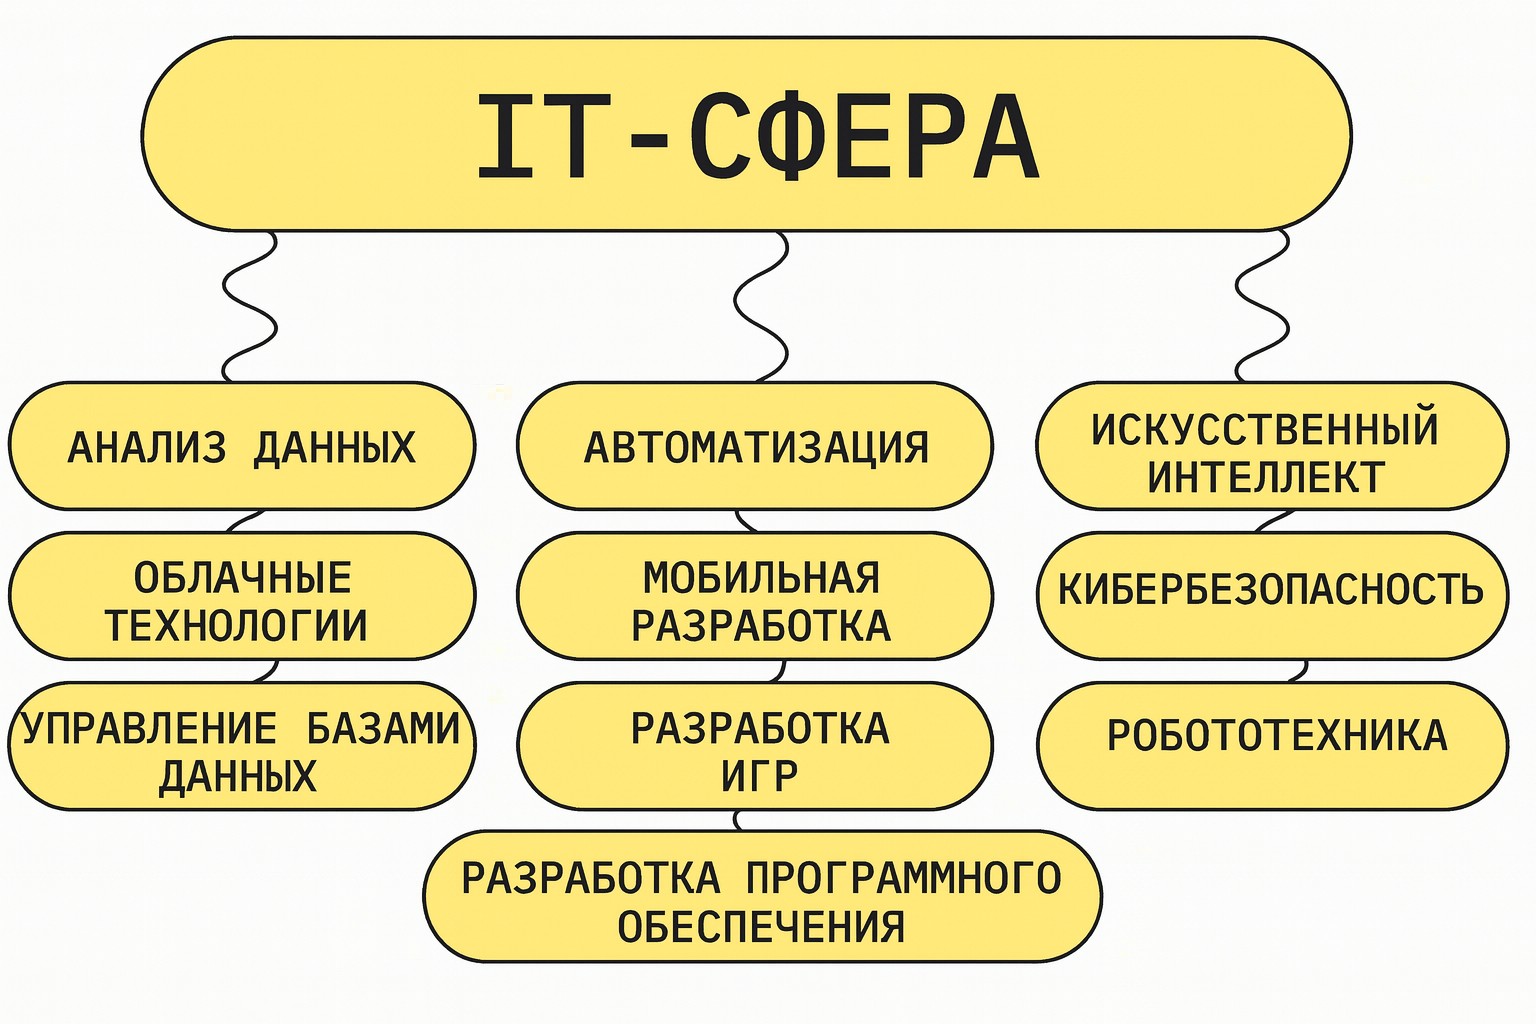 IT-СФЕРА
АНАЛИЗ ДАННЫХ
ОБЛАЧНЫЕ
ТЕХНОЛОГИИ
УПРАВЛЕНИЕ БАЗАМИ
ДАННЫХ
АВТОМАТИЗАЦИЯ
МОБИЛЬНАЯ
РАЗРАБОТКА
РАЗРАБОТКА
ИГР
РАЗРАБОТКА ПРОГРАММНОГО
ОБЕСПЕЧЕНИЯ
ИСКУССТВЕННЫЙ
ИНТЕЛЛЕКТ
КИБЕРБЕЗОПАСНОСТЬ
РОБОТОТЕХНИКА